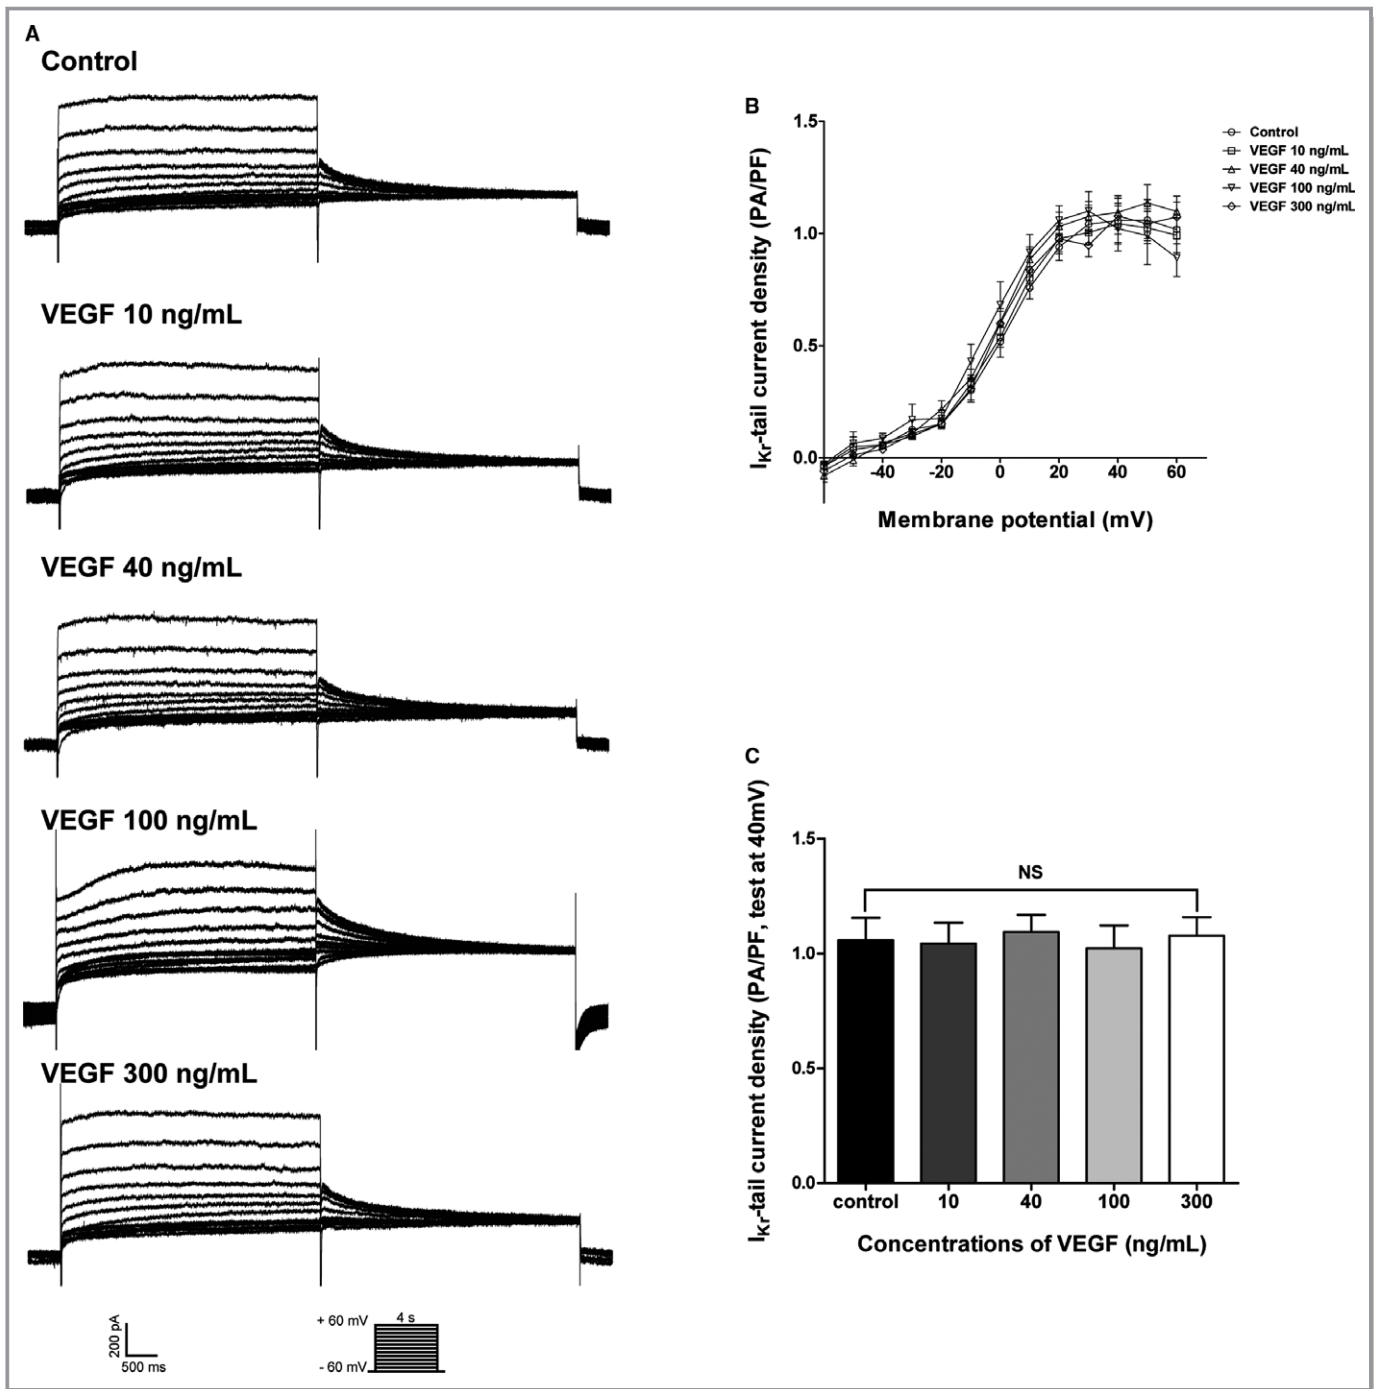 A
Control
VEGF 10 ng/mL
VEGF 40 ng/mL
VEGF 100 ng/mL
VEGF 300 ng/mL
200 pA
500 ms
+ 60 mV
4 s
- 60 mV
B
I_Kr-tail current density (PA/PF)
1.5
1.0
0.5
0.0
-40 -20 0 20 40 60
Membrane potential (mV)
Control
VEGF 10 ng/mL
VEGF 40 ng/mL
VEGF 100 ng/mL
VEGF 300 ng/mL
C
I_Kr-tail current density (PA/PF, test at 40mV)
1.5
1.0
0.5
0.0
NS
control 10 40 100 300
Concentrations of VEGF (ng/mL)